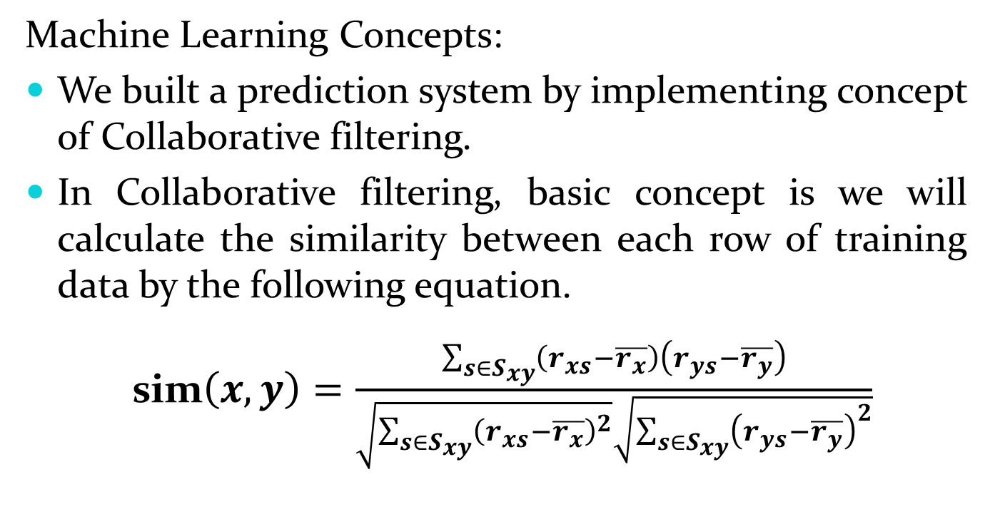 Machine Learning Concepts:
• We built a prediction system by implementing concept
of Collaborative filtering.
• In Collaborative filtering, basic concept is we will
calculate the similarity between each row of training
data by the following equation.
$$\mathbf{sim}(x, y) = \frac{\sum_{s \in S_{xy}} (r_{xs} - \overline{r_x})(r_{ys} - \overline{r_y})}{\sqrt{\sum_{s \in S_{xy}} (r_{xs} - \overline{r_x})^2} \sqrt{\sum_{s \in S_{xy}} (r_{ys} - \overline{r_y})^2}}$$